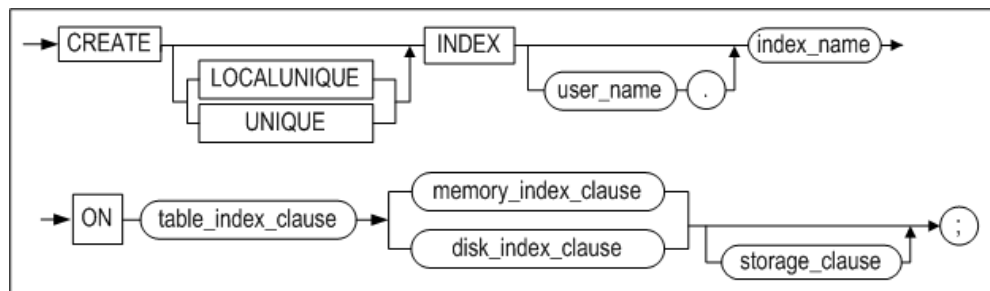 CREATE INDEX index_name
LOCALUNIQUE user_name .
UNIQUE
ON table_index_clause memory_index_clause ;
disk_index_clause storage_clause